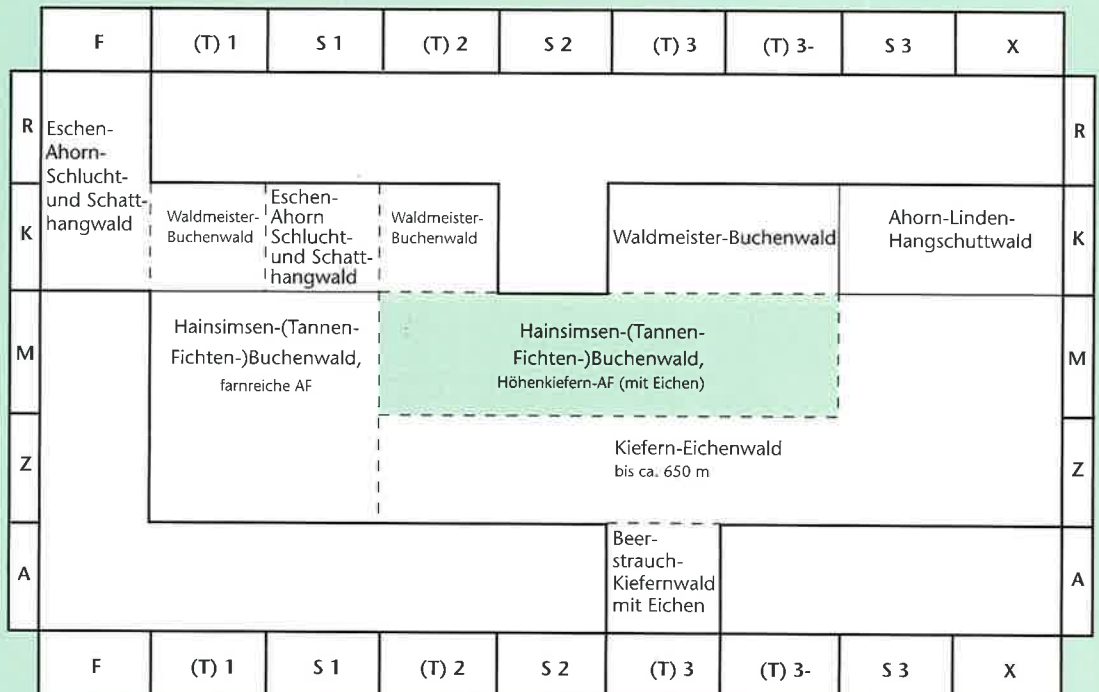 F (T) 1 S 1 (T) 2 S 2 (T) 3 (T) 3- S 3 X
R
R
Eschen-
Ahorn-
Schlucht-
und Schatt-
hangwald
K
Waldmeister-
Buchenwald
Eschen-
Ahorn
Schlucht-
und Schatt-
hangwald
Waldmeister-
Buchenwald
Waldmeister-Buchenwald
Ahorn-Linden-
Hangschuttwald
K
M
Hainsimsen-(Tannen-
Fichten-)Buchenwald,
farnreiche AF
Hainsimsen-(Tannen-
Fichten-)Buchenwald,
Höhenkiefern-AF (mit Eichen)
M
Z
Kiefern-Eichenwald
bis ca. 650 m
Z
A
Beer-
strauch-
Kiefernwald
mit Eichen
A
F (T) 1 S 1 (T) 2 S 2 (T) 3 (T) 3- S 3 X